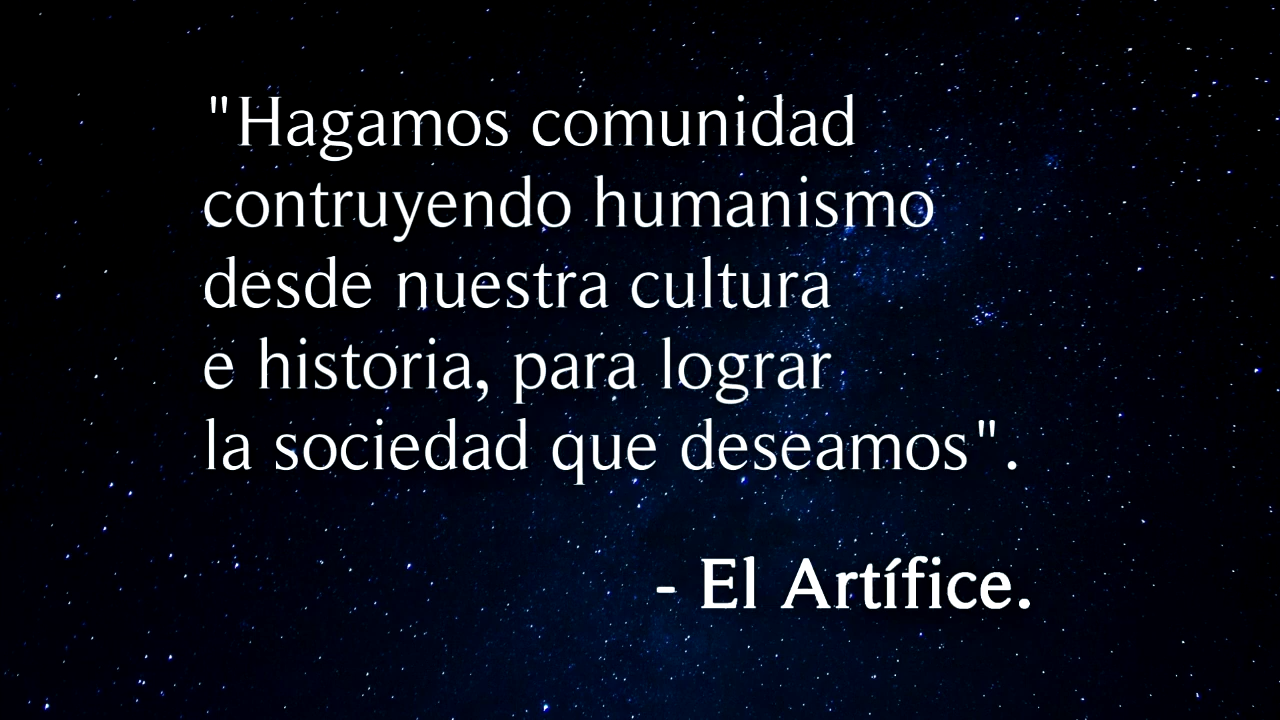 "Hagamos comunidad
contruyendo humanismo
desde nuestra cultura
e historia, para lograr
la sociedad que deseamos".
- El Artífice.